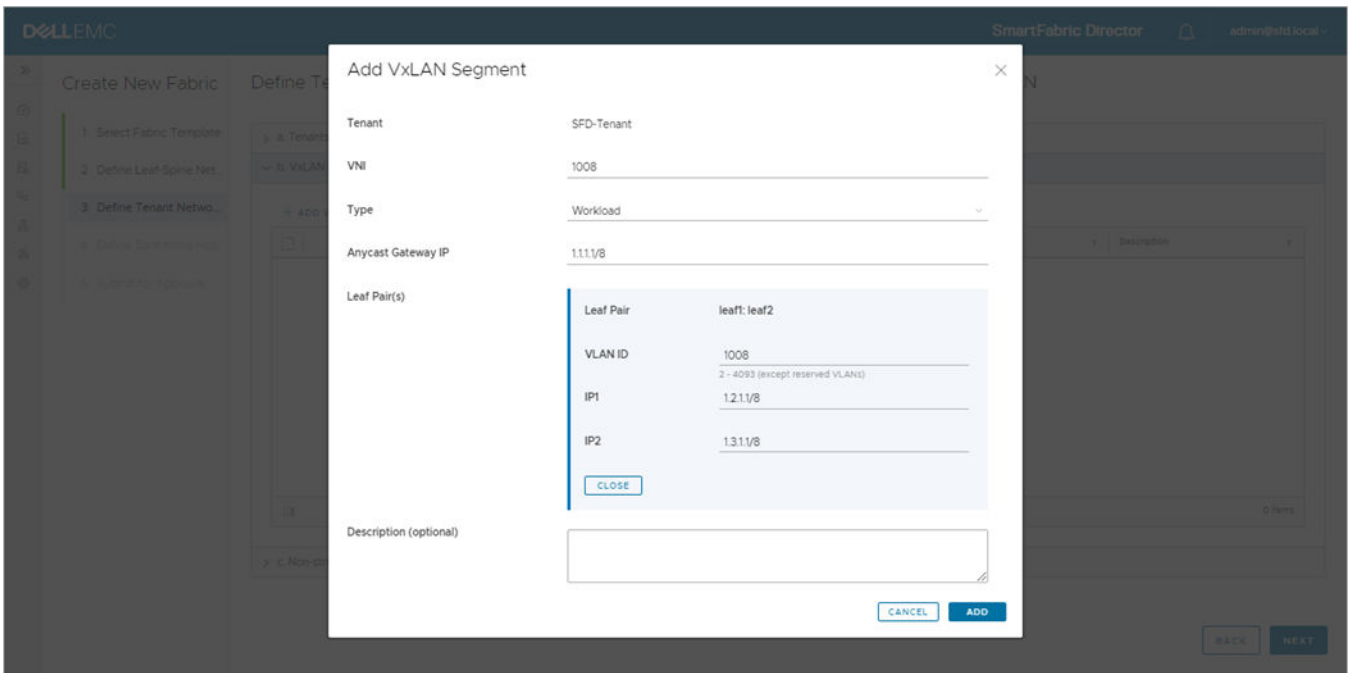 DELLEMC
SmartFabric Director
admin@sfd.local
Create New Fabric
Define Te
N
1 Select Fabric Template
2 Define Leaf-Spine Net...
3 Define Tenant Netwo...
a. Tenants
b. VxLAN
+ ADD V
Description
0 items
c. Non-
BACK
NEXT
Add VxLAN Segment
Tenant
SFD-Tenant
VNI
1008
Type
Workload
Anycast Gateway IP
1.1.1.1/8
Leaf Pair(s)
Leaf Pair
leaf1: leaf2
VLAN ID
1008
2 - 4093 (except reserved VLANs)
IP1
1.2.1.1/8
IP2
1.3.1.1/8
CLOSE
Description (optional)
CANCEL
ADD